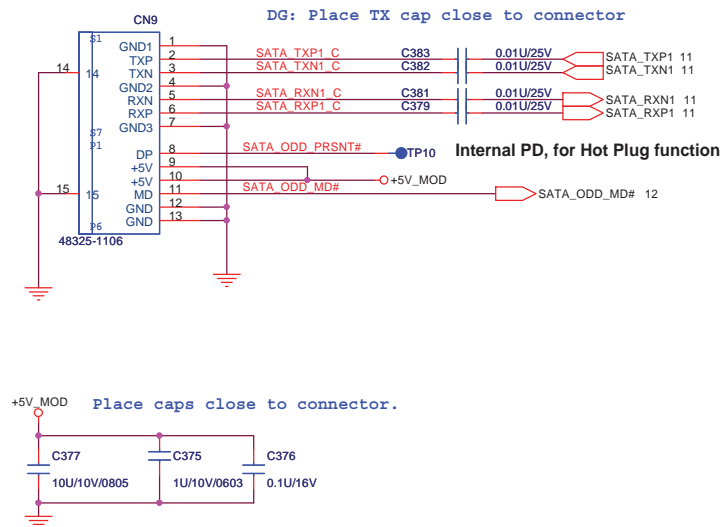 DG: Place TX cap close to connector
CN9
S1
GND1 1
TXP 2 SATA_TXP1_C C383 0.01U/25V SATA_TXP1 11
14 14 TXN 3 SATA_TXN1_C C382 0.01U/25V SATA_TXN1 11
GND2 4
RXN 5 SATA_RXN1_C C381 0.01U/25V SATA_RXN1 11
RXP 6 SATA_RXP1_C C379 0.01U/25V SATA_RXP1 11
GND3 7
S7
P1
DP 8 SATA_ODD_PRSNT# TP10 Internal PD, for Hot Plug function
+5V 9
+5V 10 +5V_MOD
15 15 MD 11 SATA_ODD_MD# SATA_ODD_MD# 12
GND 12
GND 13
P6
48325-1106
+5V_MOD Place caps close to connector.
C377 C375 C376
10U/10V/0805 1U/10V/0603 0.1U/16V